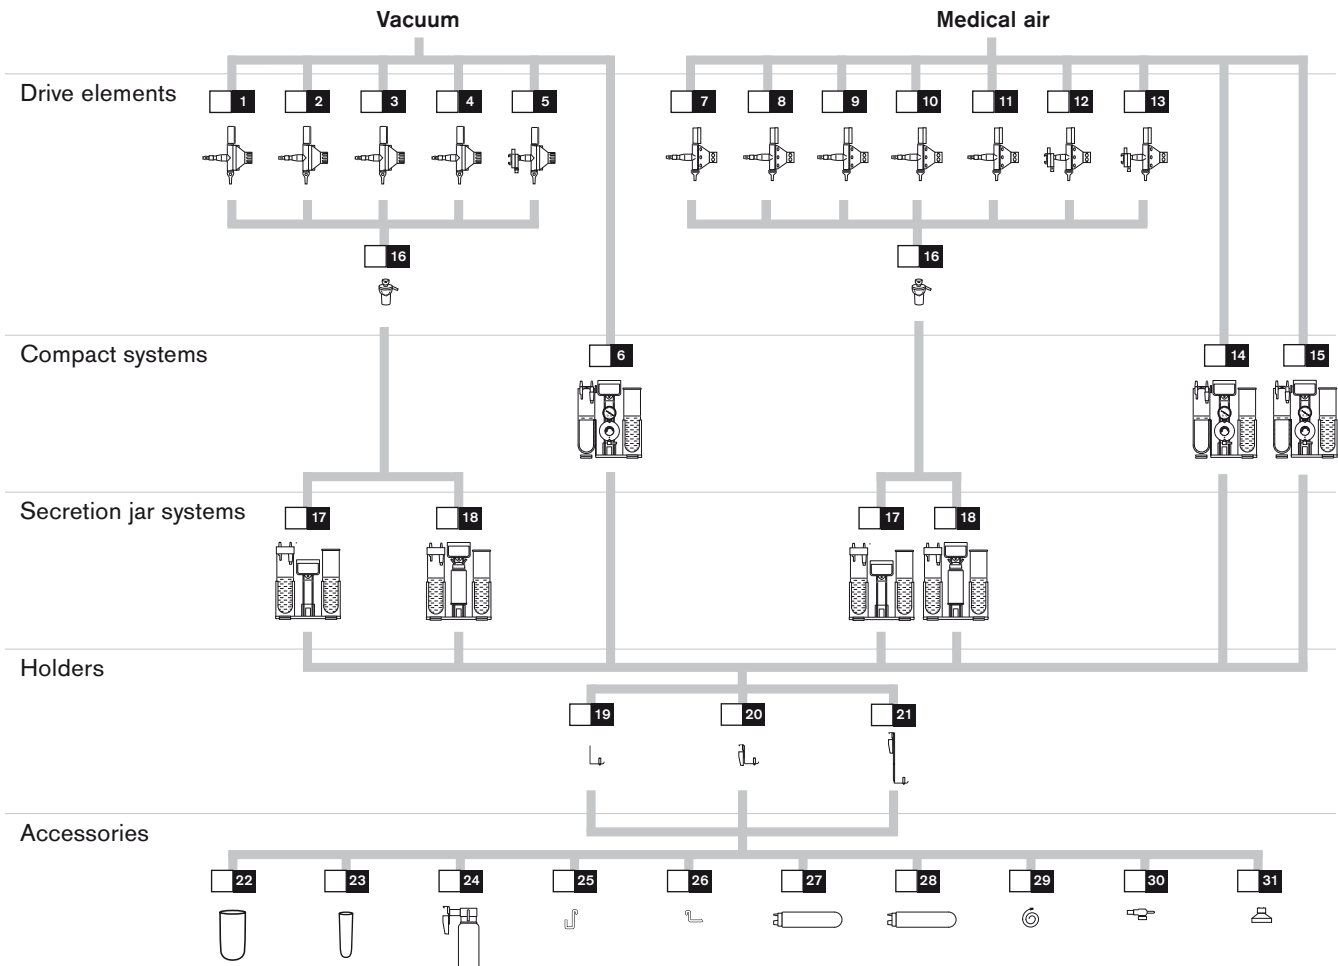 Vacuum Medical air
Drive elements
1 2 3 4 5 7 8 9 10 11 12 13
16 16
Compact systems
6 14 15
Secretion jar systems
17 18 17 18
Holders
19 20 21
Accessories
22 23 24 25 26 27 28 29 30 31